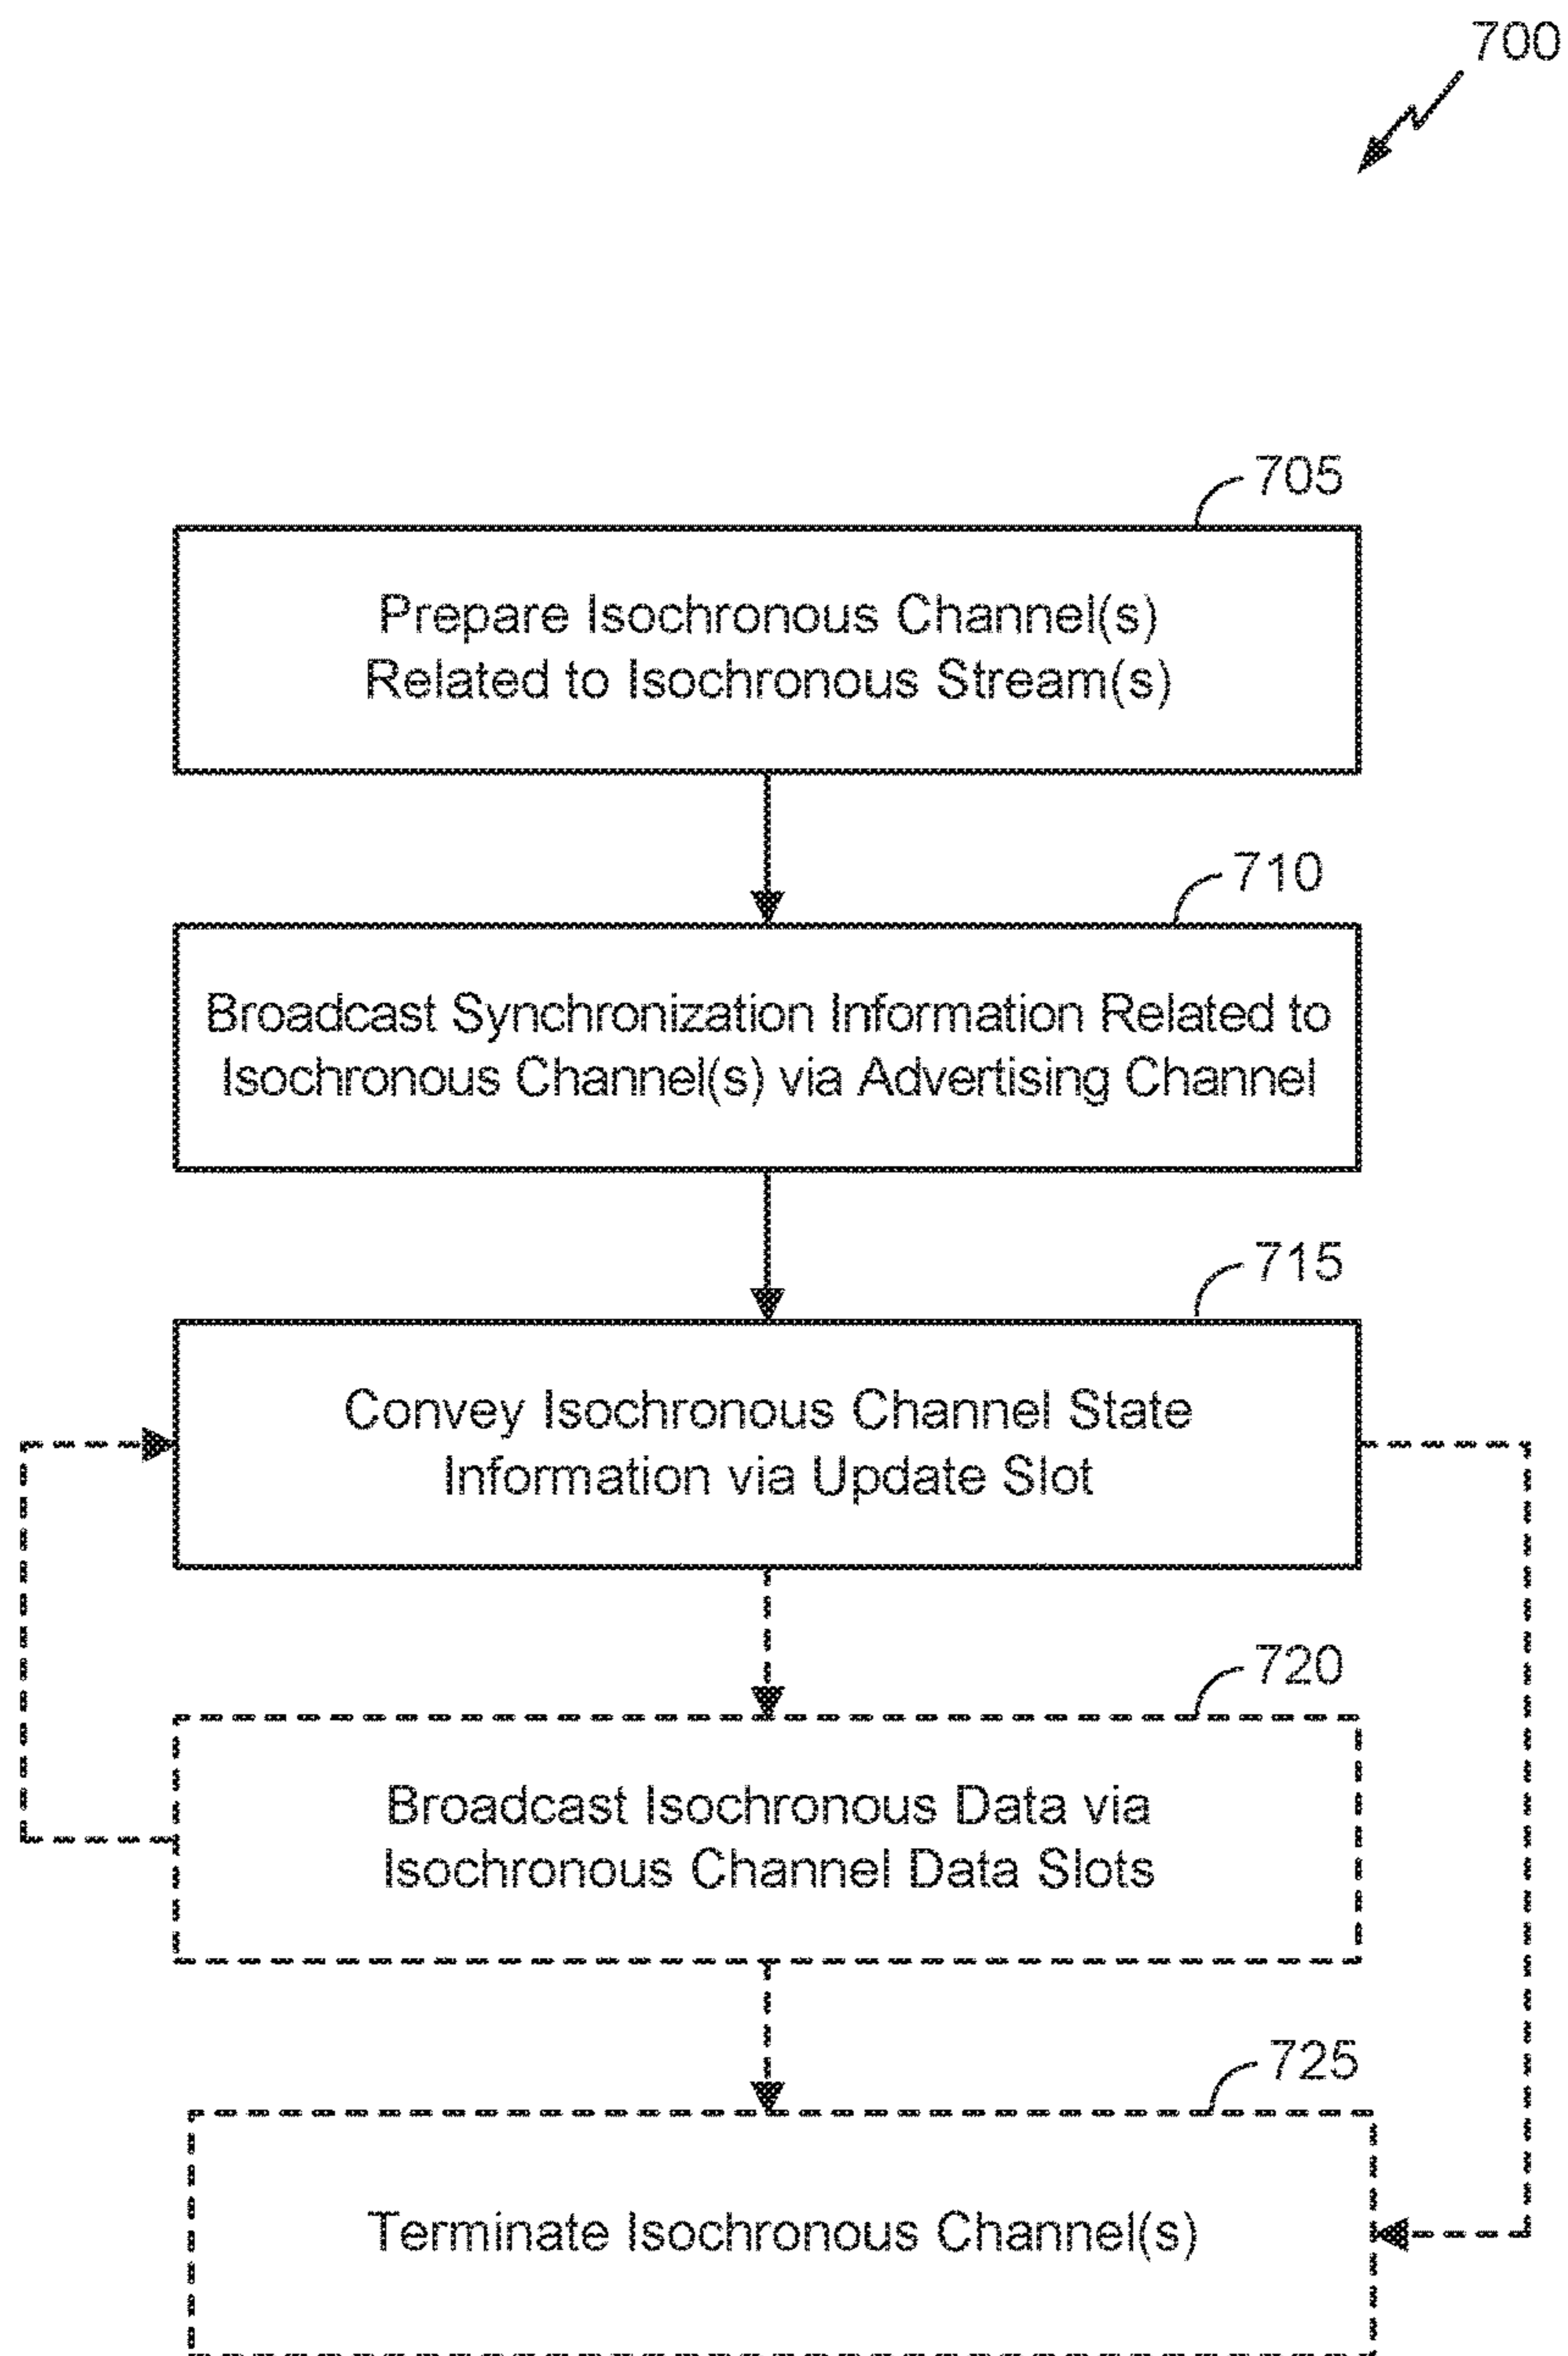 700
705
Prepare Isochronous Channel(s)
Related to Isochronous Stream(s)
710
Broadcast Synchronization Information Related to
Isochronous Channel(s) via Advertising Channel
715
Convey Isochronous Channel State
Information via Update Slot
720
Broadcast Isochronous Data via
Isochronous Channel Data Slots
725
Terminate Isochronous Channel(s)